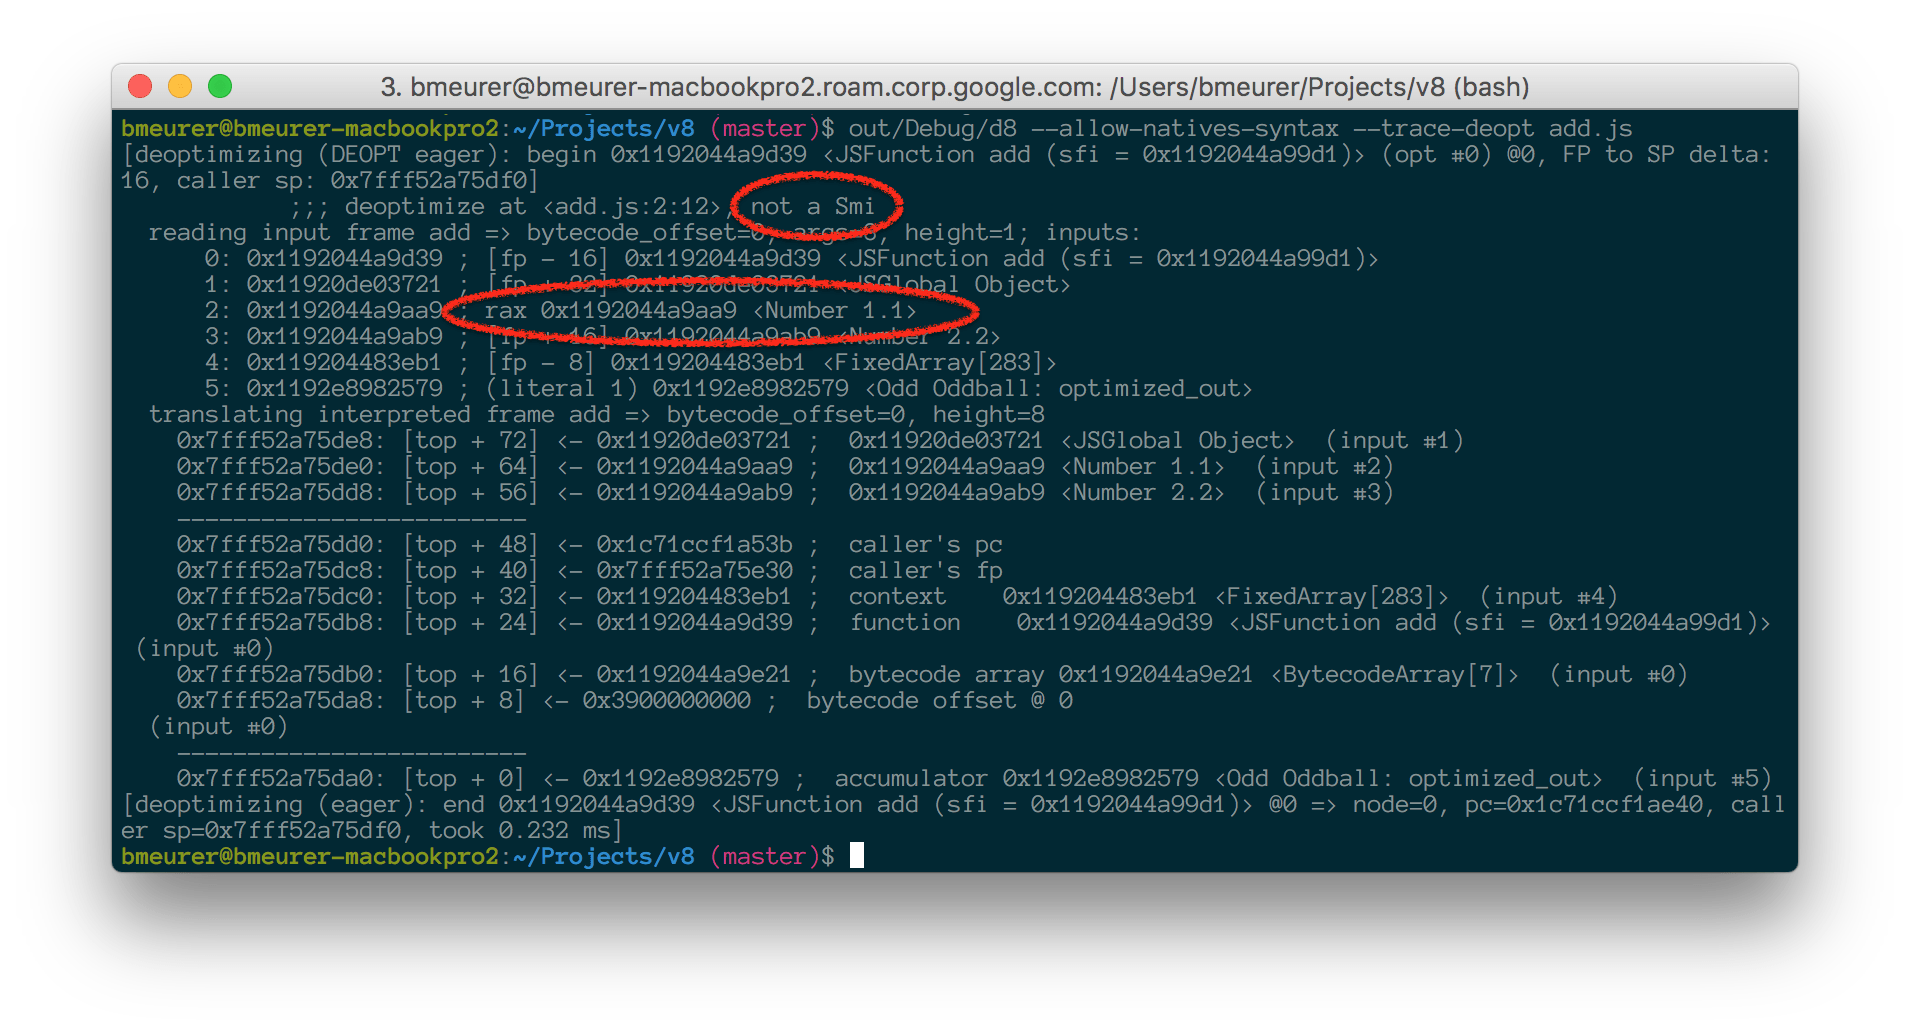 3. bmeurer@bmeurer-macbookpro2.roam.corp.google.com: /Users/bmeurer/Projects/v8 (bash)
bmeurer@bmeurer-macbookpro2:~/Projects/v8 (master)$ out/Debug/d8 --allow-natives-syntax --trace-deopt add.js
[deoptimizing (DEOPT eager): begin 0x1192044a9d39 <JSFunction add (sfi = 0x1192044a99d1)> (opt #0) @0, FP to SP delta:
16, caller sp: 0x7fff52a75df0]
            ;;; deoptimize at <add.js:2:12>, not a Smi
  reading input frame add => bytecode_offset=0, args=3, height=1; inputs:
      0: 0x1192044a9d39 ; [fp - 16] 0x1192044a9d39 <JSFunction add (sfi = 0x1192044a99d1)>
      1: 0x11920de03721 ; [fp + 32] 0x11920de03721 <JSGlobal Object>
      2: 0x1192044a9aa9 ; rax 0x1192044a9aa9 <Number 1.1>
      3: 0x1192044a9ab9 ; [fp + 16] 0x1192044a9ab9 <Number 2.2>
      4: 0x119204483eb1 ; [fp - 8] 0x119204483eb1 <FixedArray[283]>
      5: 0x1192e8982579 ; (literal 1) 0x1192e8982579 <Odd Oddball: optimized_out>
  translating interpreted frame add => bytecode_offset=0, height=8
    0x7fff52a75de8: [top + 72] <- 0x11920de03721 ;  0x11920de03721 <JSGlobal Object>  (input #1)
    0x7fff52a75de0: [top + 64] <- 0x1192044a9aa9 ;  0x1192044a9aa9 <Number 1.1>  (input #2)
    0x7fff52a75dd8: [top + 56] <- 0x1192044a9ab9 ;  0x1192044a9ab9 <Number 2.2>  (input #3)
    -------------------------
    0x7fff52a75dd0: [top + 48] <- 0x1c71ccf1a53b ;  caller's pc
    0x7fff52a75dc8: [top + 40] <- 0x7fff52a75e30 ;  caller's fp
    0x7fff52a75dc0: [top + 32] <- 0x119204483eb1 ;  context    0x119204483eb1 <FixedArray[283]>  (input #4)
    0x7fff52a75db8: [top + 24] <- 0x1192044a9d39 ;  function    0x1192044a9d39 <JSFunction add (sfi = 0x1192044a99d1)>
 (input #0)
    0x7fff52a75db0: [top + 16] <- 0x1192044a9e21 ;  bytecode array 0x1192044a9e21 <BytecodeArray[7]>  (input #0)
    0x7fff52a75da8: [top + 8] <- 0x3900000000 ;  bytecode offset @ 0
  (input #0)
    -------------------------
    0x7fff52a75da0: [top + 0] <- 0x1192e8982579 ;  accumulator 0x1192e8982579 <Odd Oddball: optimized_out>  (input #5)
[deoptimizing (eager): end 0x1192044a9d39 <JSFunction add (sfi = 0x1192044a99d1)> @0 => node=0, pc=0x1c71ccf1ae40, call
er sp=0x7fff52a75df0, took 0.232 ms]
bmeurer@bmeurer-macbookpro2:~/Projects/v8 (master)$